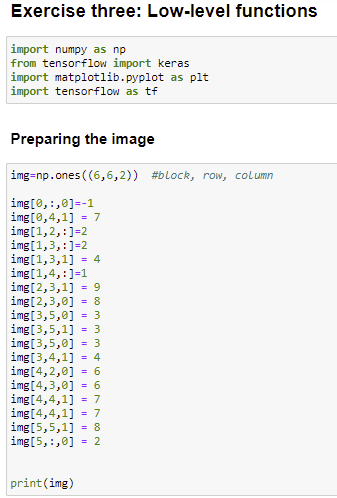 Exercise three: Low-level functions
import numpy as np
from tensorflow import keras
import matplotlib.pyplot as plt
import tensorflow as tf
Preparing the image
img=np.ones((6,6,2))  #block, row, column
img[0,:,0]=-1
img[0,4,1] = 7
img[1,2,:]=2
img[1,3,:]=2
img[1,3,1] = 4
img[1,4,:]=1
img[2,3,1] = 9
img[2,3,0] = 8
img[3,5,0] = 3
img[3,5,1] = 3
img[3,5,0] = 3
img[3,4,1] = 4
img[4,2,0] = 6
img[4,3,0] = 6
img[4,4,1] = 7
img[4,4,1] = 7
img[5,5,1] = 8
img[5,:,0] = 2
print(img)